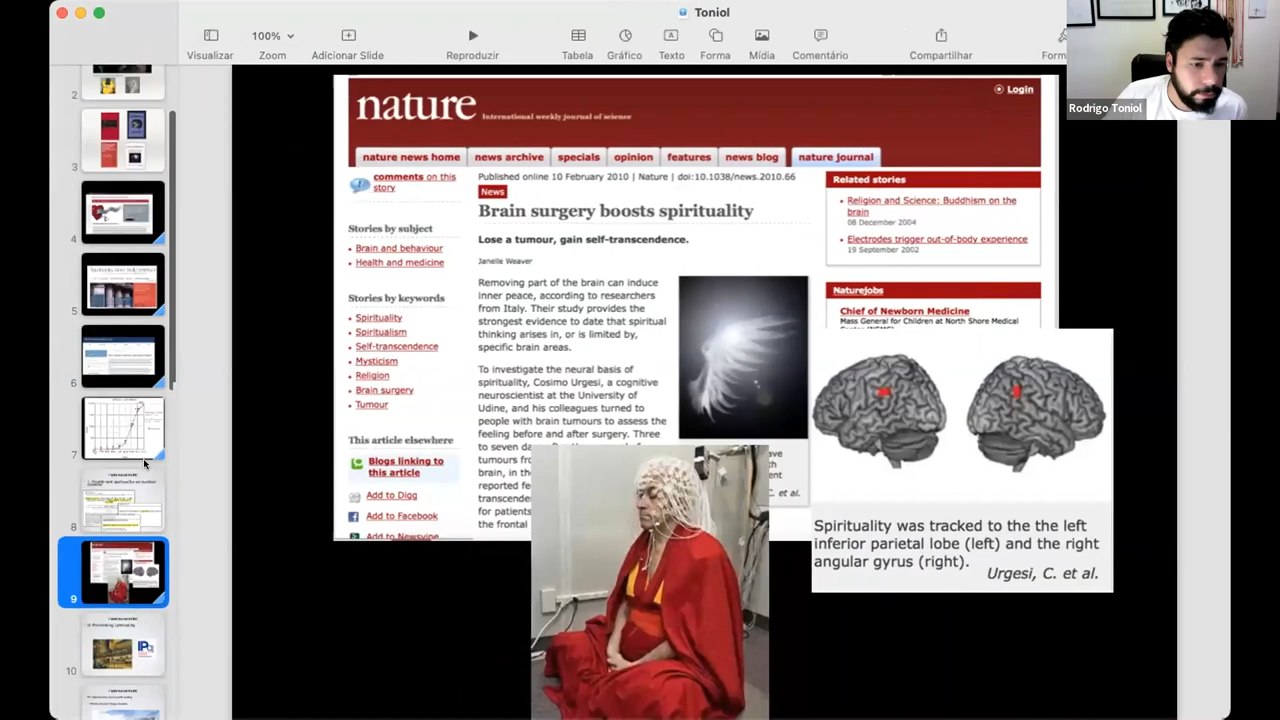 Toniol
100%
Visualizar
Zoom
Adicionar Slide
Reproduzir
Tabela
Gráfico
Texto
Forma
Mídia
Comentário
Compartilhar
Rodrigo Toniol
2
3
4
5
6
7
8
9
10
nature
International weekly journal of science
Login
nature news home
news archive
specials
opinion
features
news blog
nature journal
comments on this
story
Stories by subject
Brain and behaviour
Health and medicine
Stories by keywords
Spirituality
Spiritualism
Self-transcendence
Mysticism
Religion
Brain surgery
Tumour
This article elsewhere
Blogs linking to
this article
Add to Digg
Add to Facebook
Add to Newsvine
Published online 10 February 2010 | Nature | doi:10.1038/news.2010.66
News
Brain surgery boosts spirituality
Lose a tumour, gain self-transcendence.
Janelle Weaver
Removing part of the brain can induce
inner peace, according to researchers
from Italy. Their study provides the
strongest evidence to date that spiritual
thinking arises in, or is limited by,
specific brain areas.
To investigate the neural basis of
spirituality, Cosimo Urgesi, a cognitive
neuroscientist at the University of
Udine, and his colleagues turned to
people with brain tumours to assess the
feeling before and after surgery. Three
to seven
tumours
brain, in the
for patients
the frontal
C. et al.
Related stories
Religion and Science: Buddhism on the
brain
08 December 2004
Electrodes trigger out-of-body experience
19 September 2002
Naturejobs
Chief of Newborn Medicine
Mass General for Children at North Shore Medical
Spirituality was tracked to the the left
inferior parietal lobe (left) and the right
angular gyrus (right).
Urgesi, C. et al.